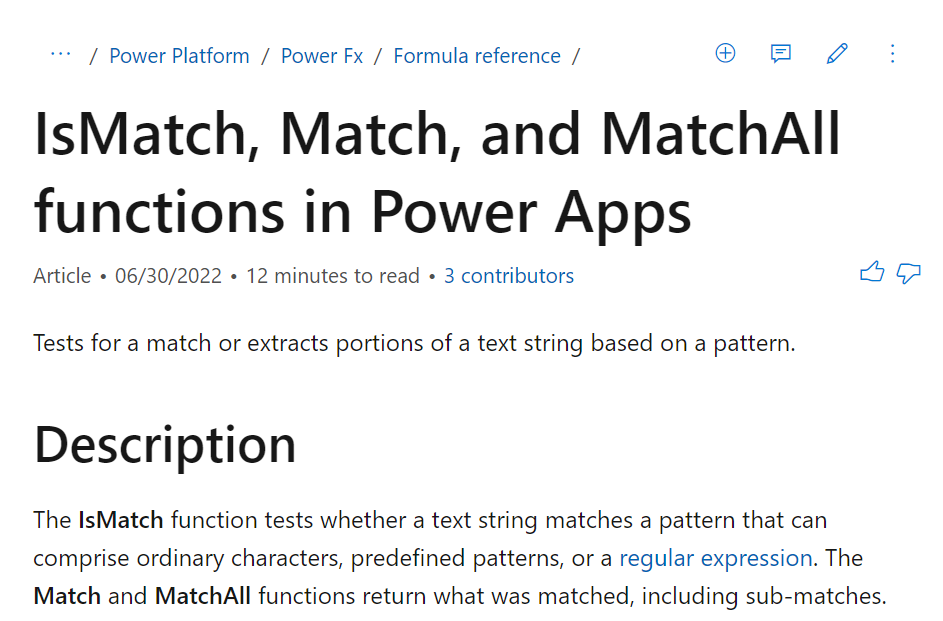 ··· / Power Platform / Power Fx / Formula reference /
IsMatch, Match, and MatchAll
functions in Power Apps
Article • 06/30/2022 • 12 minutes to read • 3 contributors
Tests for a match or extracts portions of a text string based on a pattern.
Description
The IsMatch function tests whether a text string matches a pattern that can
comprise ordinary characters, predefined patterns, or a regular expression. The
Match and MatchAll functions return what was matched, including sub-matches.